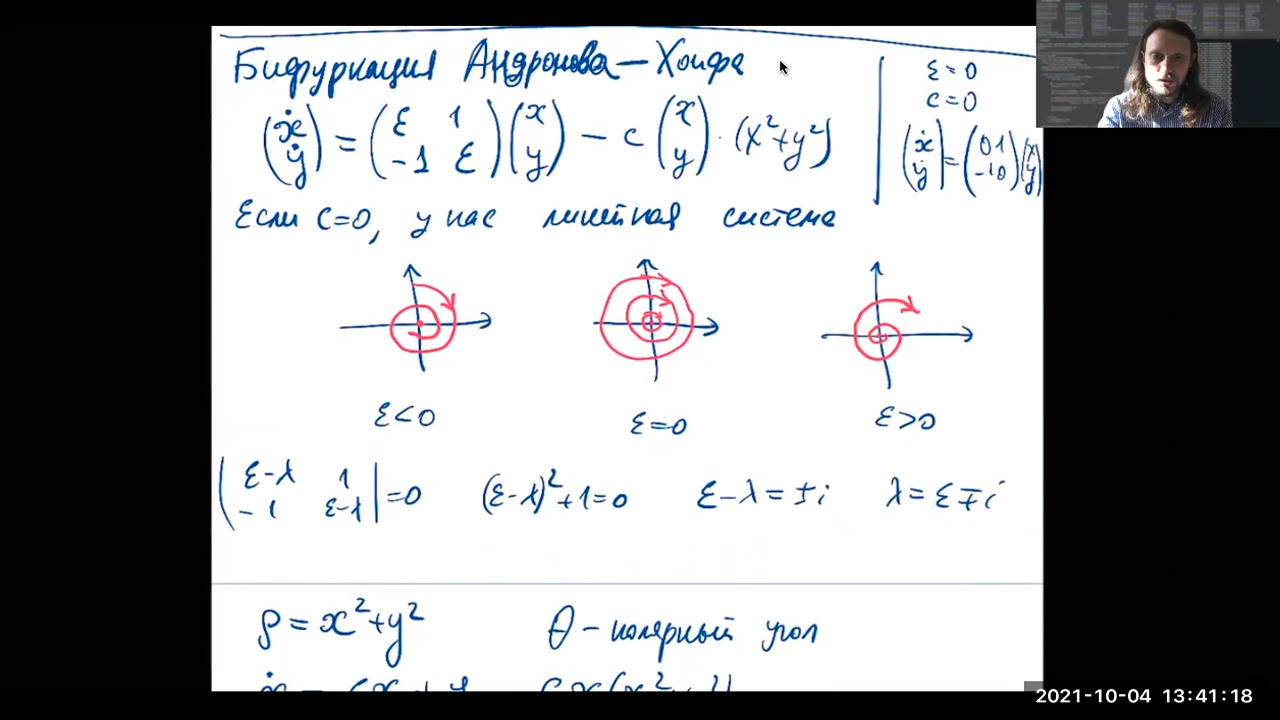 Бифуркация Андронова – Хопфа
(ẋ ẏ) = (ε 1 -1 ε)(x y) – c (x y) · (x²+y²)
ε=0
c=0
(ẋ ẏ) = (0 1 -1 0)(x y)
Если c=0, у нас линейная система
ε<0 ε=0 ε>0
|ε-λ 1 -1 ε-λ| =0 (ε-λ)²+1=0 ε-λ=±i λ=ε∓i
ρ = x²+y² θ – полярный угол
2021-10-04 13:41:18